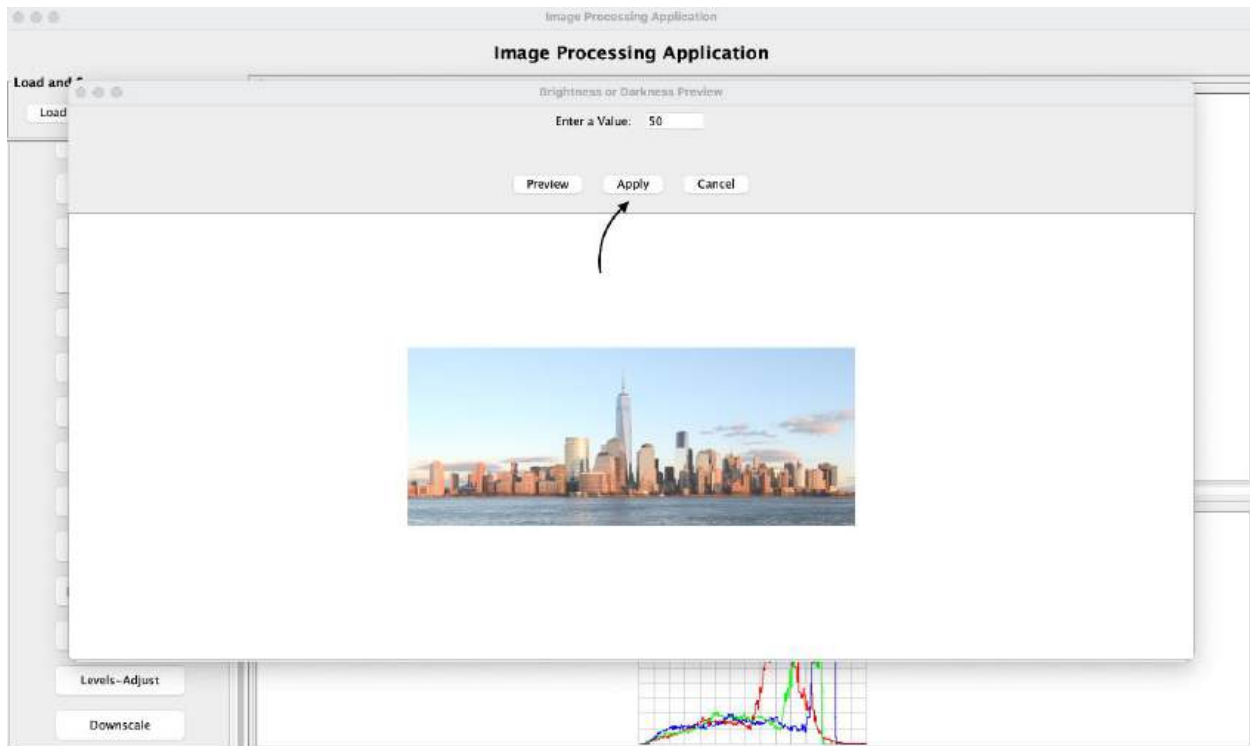 Image Processing Application
Image Processing Application
Load and
Load
Brightness or Darkness Preview
Enter a Value: 50
Preview Apply Cancel
Levels-Adjust
Downscale